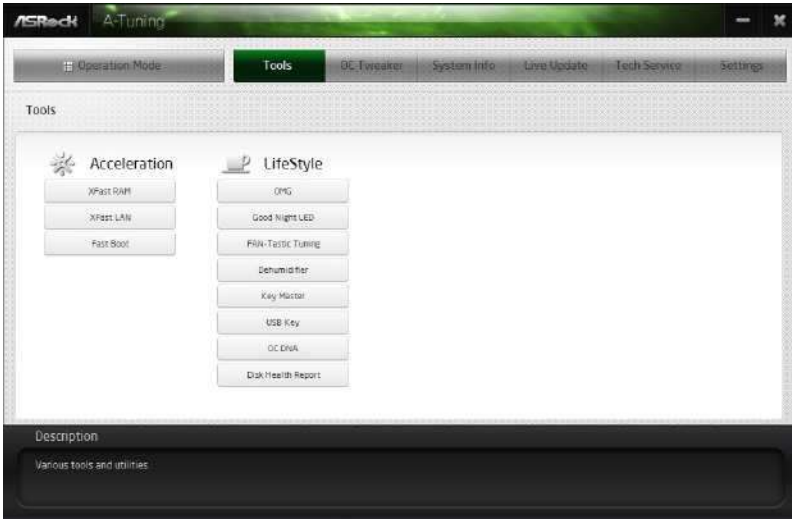 ASRock A-Tuning
Operation Mode Tools OC Tweaker System Info Live Update Tech Service Settings
Tools
Acceleration
XFast RAM
XFast LAN
Fast Boot
LifeStyle
OMG
Good Night LED
FAN-Tastic Tuning
Dehumidifier
Key Master
USB Key
OC DNA
Disk Health Report
Description
Various tools and utilities